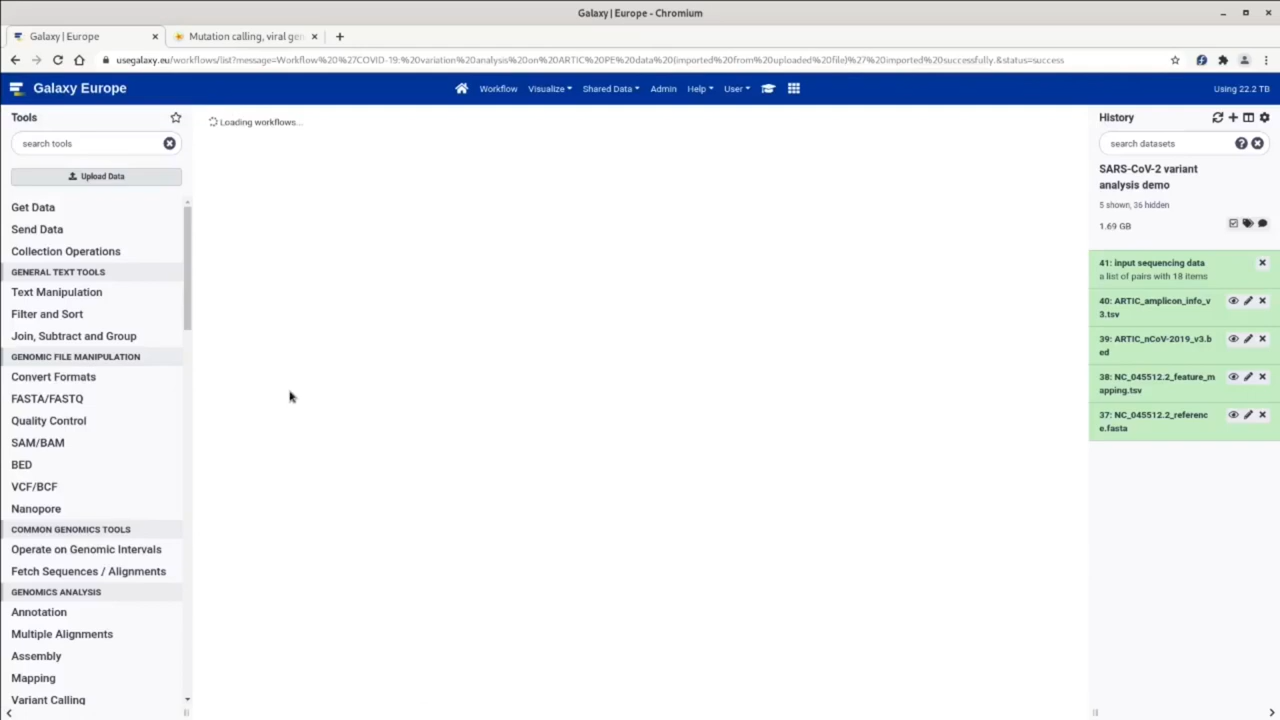 Galaxy | Europe - Chromium
Galaxy | Europe
Mutation calling, viral gen
usegalaxy.eu/workflows/list?message=Workflow%20%27COVID-19:%20variation%20analysis%20on%20ARTIC%20PE%20data%20(imported%20from%20uploaded%20file)%27%20imported%20successfully.&status=success
Galaxy Europe
Workflow
Visualize
Shared Data
Admin
Help
User
Using 22.2 TB
Tools
search tools
Upload Data
Get Data
Send Data
Collection Operations
GENERAL TEXT TOOLS
Text Manipulation
Filter and Sort
Join, Subtract and Group
GENOMIC FILE MANIPULATION
Convert Formats
FASTA/FASTQ
Quality Control
SAM/BAM
BED
VCF/BCF
Nanopore
COMMON GENOMICS TOOLS
Operate on Genomic Intervals
Fetch Sequences / Alignments
GENOMICS ANALYSIS
Annotation
Multiple Alignments
Assembly
Mapping
Variant Calling
Loading workflows...
History
search datasets
SARS-CoV-2 variant
analysis demo
5 shown, 36 hidden
1.69 GB
41: input sequencing data
a list of pairs with 18 items
40: ARTIC_amplicon_info_v
3.tsv
39: ARTIC_nCoV-2019_v3.b
ed
38: NC_045512.2_feature_m
apping.tsv
37: NC_045512.2_referenc
e.fasta